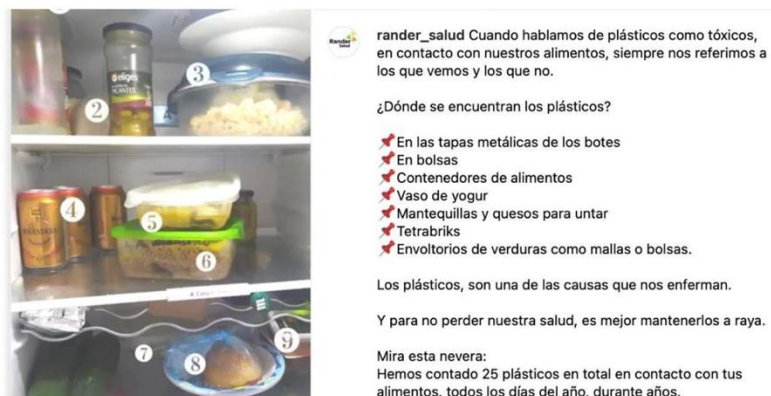 eliges
PICANTES
2
3
4
5
6
7
8
9
Rander
Salud
rander_salud Cuando hablamos de plásticos como tóxicos,
en contacto con nuestros alimentos, siempre nos referimos a
los que vemos y los que no.
¿Dónde se encuentran los plásticos?
📌En las tapas metálicas de los botes
📌En bolsas
📌Contenedores de alimentos
📌Vaso de yogur
📌Mantequillas y quesos para untar
📌Tetrabriks
📌Envoltorios de verduras como mallas o bolsas.
Los plásticos, son una de las causas que nos enferman.
Y para no perder nuestra salud, es mejor mantenerlos a raya.
Mira esta nevera:
Hemos contado 25 plásticos en total en contacto con tus
alimentos, todos los días del año, durante años.